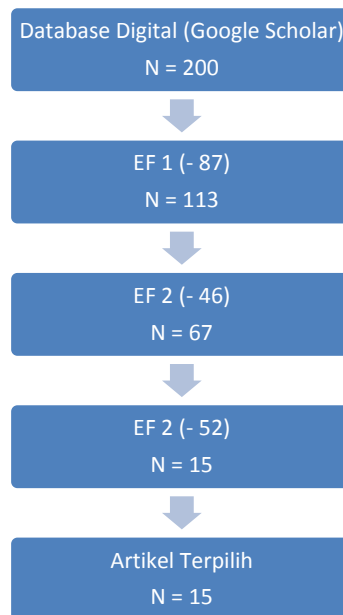 Database Digital (Google Scholar)
N = 200
EF 1 (- 87)
N = 113
EF 2 (- 46)
N = 67
EF 2 (- 52)
N = 15
Artikel Terpilih
N = 15